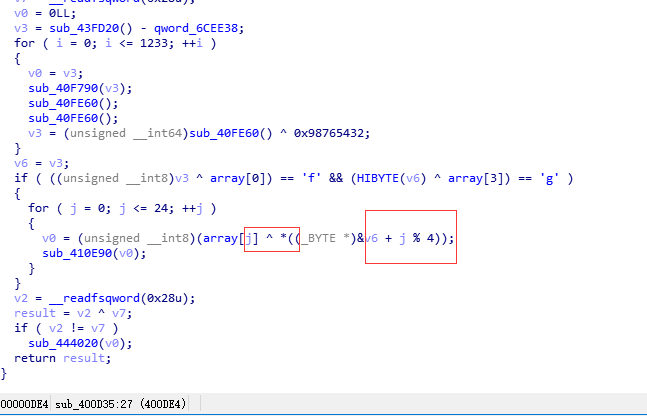 v0 = 0LL;
v3 = sub_43FD20() - qword_6CEE38;
for ( i = 0; i <= 1233; ++i )
{
v0 = v3;
sub_40F790(v3);
sub_40FE60();
sub_40FE60();
v3 = (unsigned __int64)sub_40FE60() ^ 0x98765432;
}
v6 = v3;
if ( ((unsigned __int8)v3 ^ array[0]) == 'f' && (HIBYTE(v6) ^ array[3]) == 'g' )
{
for ( j = 0; j <= 24; ++j )
{
v0 = (unsigned __int8)(array[j] ^ *((_BYTE *)&v6 + j % 4));
sub_410E90(v0);
}
}
v2 = __readfsqword(0x28u);
result = v2 ^ v7;
if ( v2 != v7 )
sub_444020(v0);
return result;
}
00000DE4 sub_400D35:27 (400DE4)